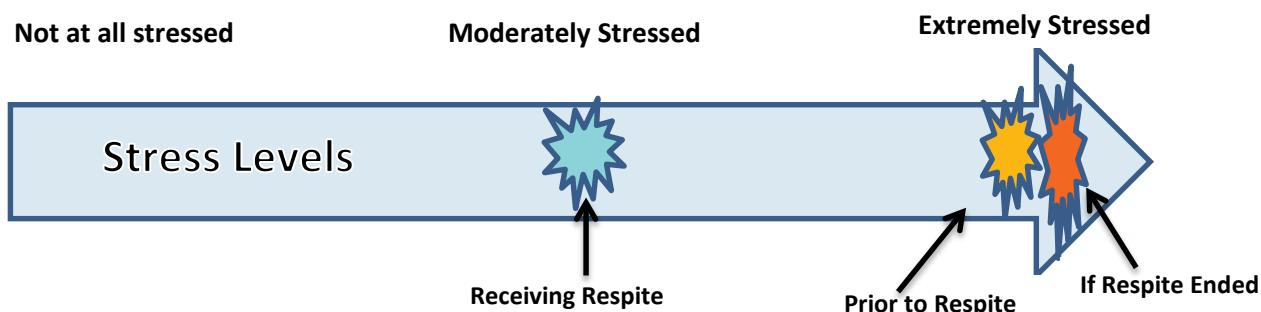 Not at all stressed
Moderately Stressed
Extremely Stressed
Stress Levels
Receiving Respite
Prior to Respite
If Respite Ended